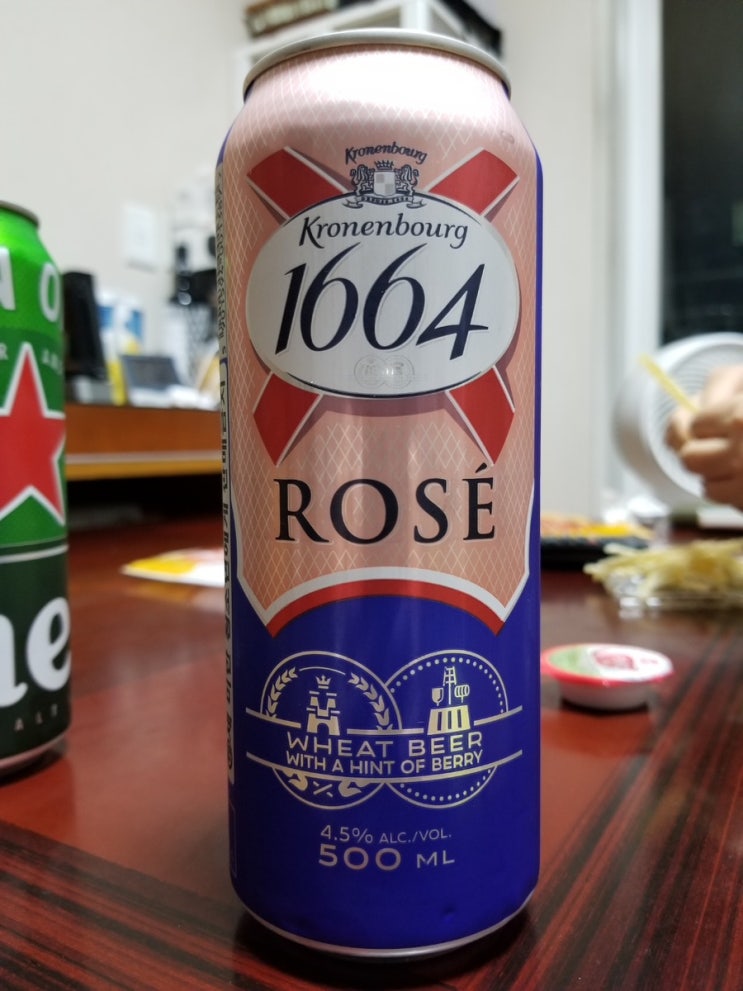 Kronenbourg
Kronenbourg
1664
ROSÉ
WHEAT BEER
WITH A HINT OF BERRY
4.5% ALC./VOL.
500 ML